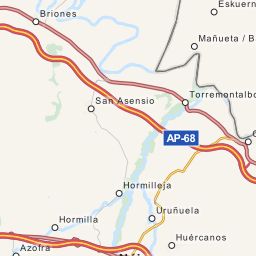 Eskuern
Briones
Mañueta / B
San Asensio
Torremontalbo
AP-68
Hormilleja
Uruñuela
Hormilla
Huércanos
Azofra